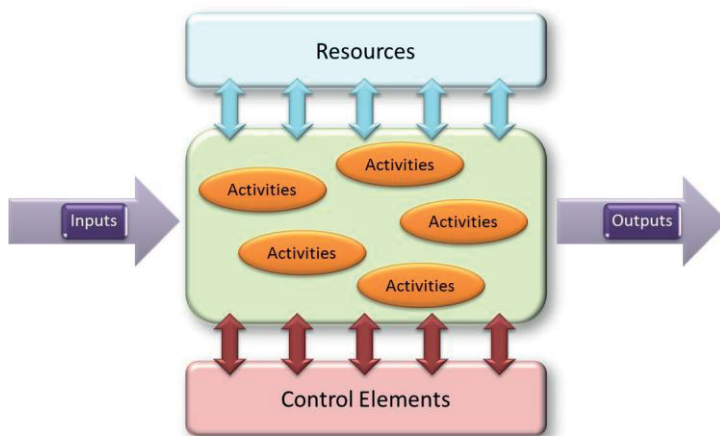 Resources
Activities
Activities
Activities
Activities
Activities
Inputs
Outputs
Control Elements